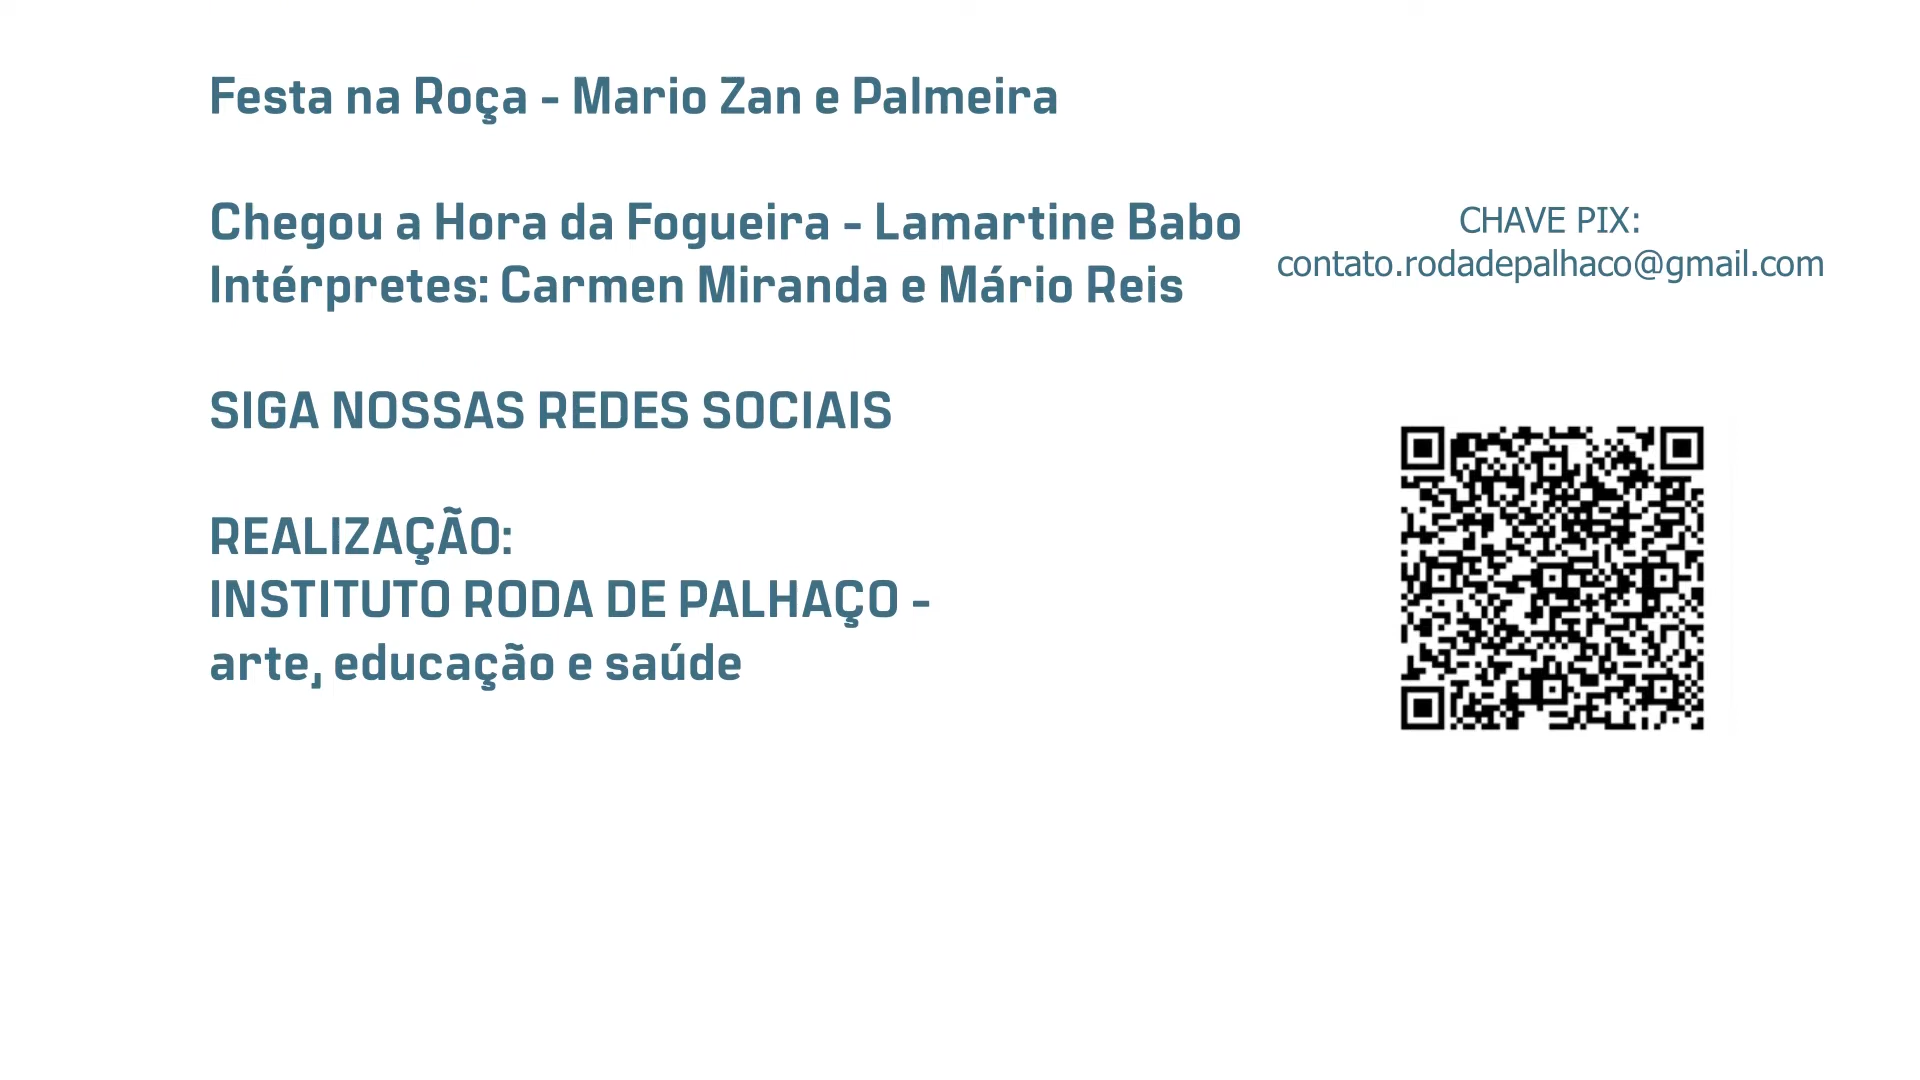 Festa na Roça - Mario Zan e Palmeira
Chegou a Hora da Fogueira - Lamartine Babo
Intérpretes: Carmen Miranda e Mário Reis
SIGA NOSSAS REDES SOCIAIS
REALIZAÇÃO:
INSTITUTO RODA DE PALHAÇO -
arte, educação e saúde
CHAVE PIX:
contato.rodadepalhaco@gmail.com